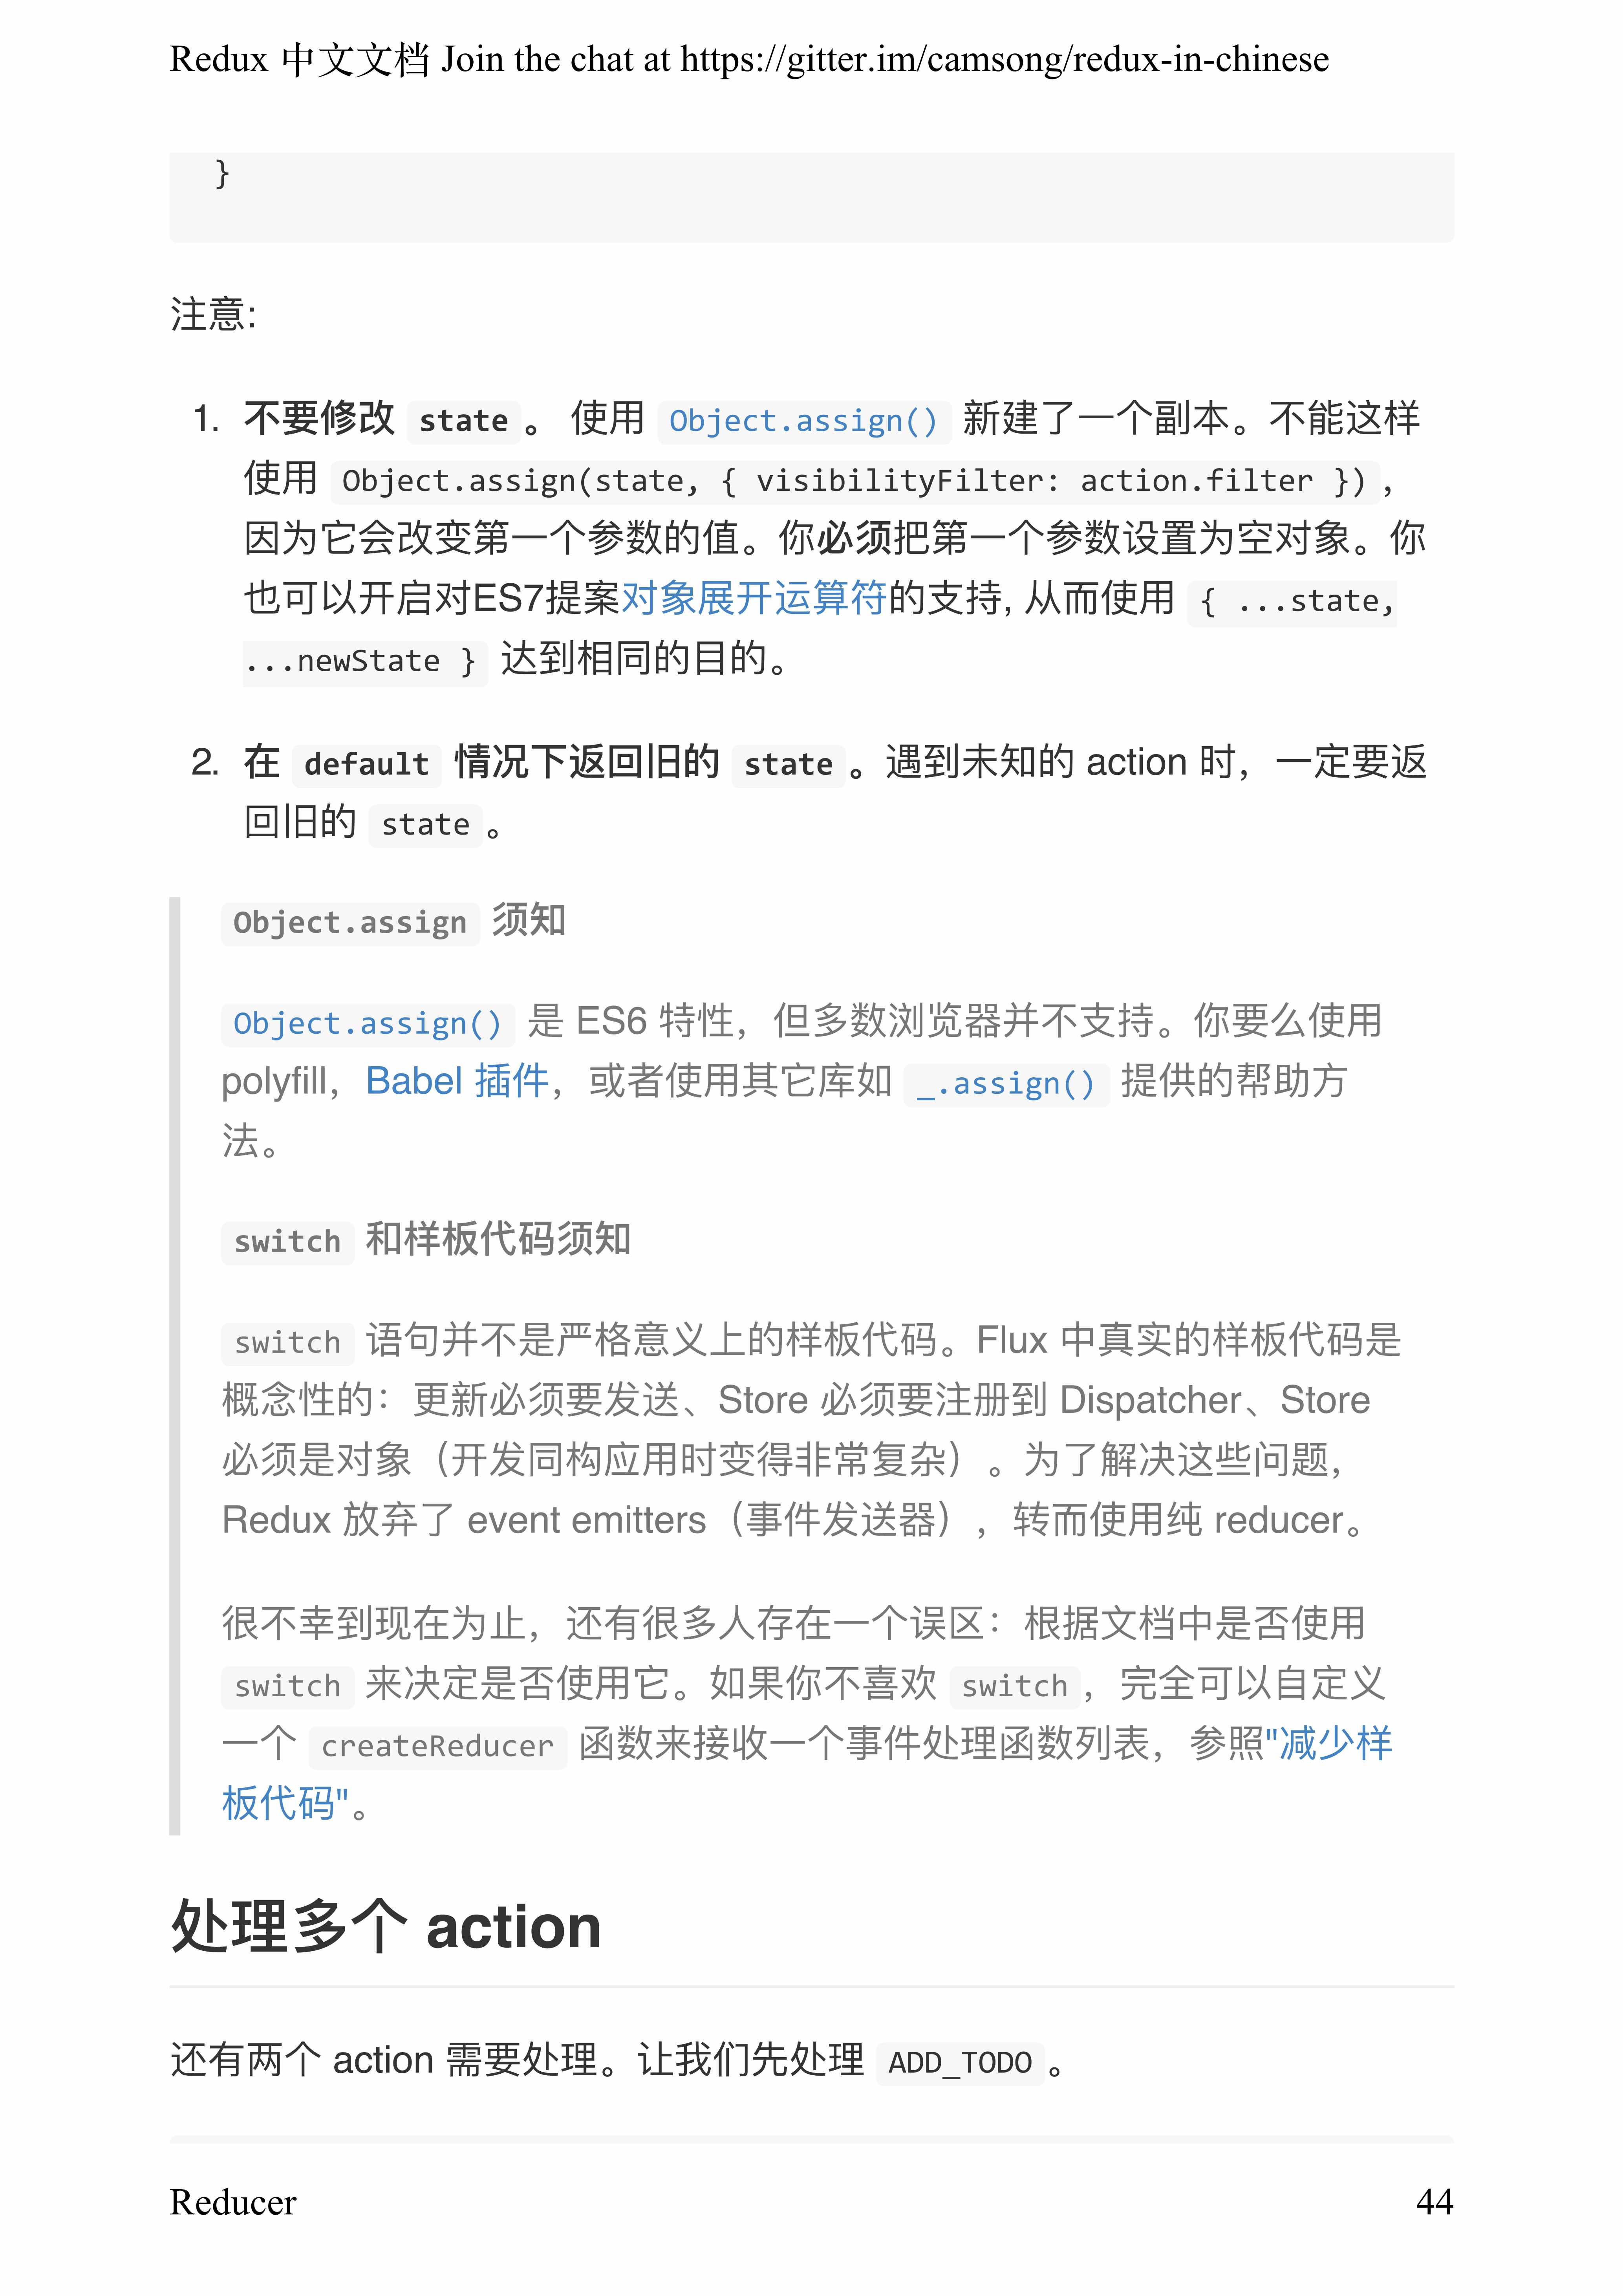 Redux 中文文档 Join the chat at https://gitter.im/camsong/redux-in-chinese
}
注意:
1. 不要修改 state 。 使用 Object.assign() 新建了一个副本。不能这样
使用 Object.assign(state, { visibilityFilter: action.filter }) ，
因为它会改变第一个参数的值。你必须把第一个参数设置为空对象。你
也可以开启对ES7提案对象展开运算符的支持, 从而使用 { ...state,
...newState } 达到相同的目的。
2. 在 default 情况下返回旧的 state 。遇到未知的 action 时，一定要返
回旧的 state 。
Object.assign 须知
Object.assign() 是 ES6 特性，但多数浏览器并不支持。你要么使用
polyfill，Babel 插件，或者使用其它库如 _.assign() 提供的帮助方
法。
switch 和样板代码须知
switch 语句并不是严格意义上的样板代码。Flux 中真实的样板代码是
概念性的：更新必须要发送、Store 必须要注册到 Dispatcher、Store
必须是对象（开发同构应用时变得非常复杂）。为了解决这些问题，
Redux 放弃了 event emitters（事件发送器），转而使用纯 reducer。
很不幸到现在为止，还有很多人存在一个误区：根据文档中是否使用
switch 来决定是否使用它。如果你不喜欢 switch ，完全可以自定义
一个 createReducer 函数来接收一个事件处理函数列表，参照"减少样
板代码"。
处理多个 action
还有两个 action 需要处理。让我们先处理 ADD_TODO 。
Reducer 44